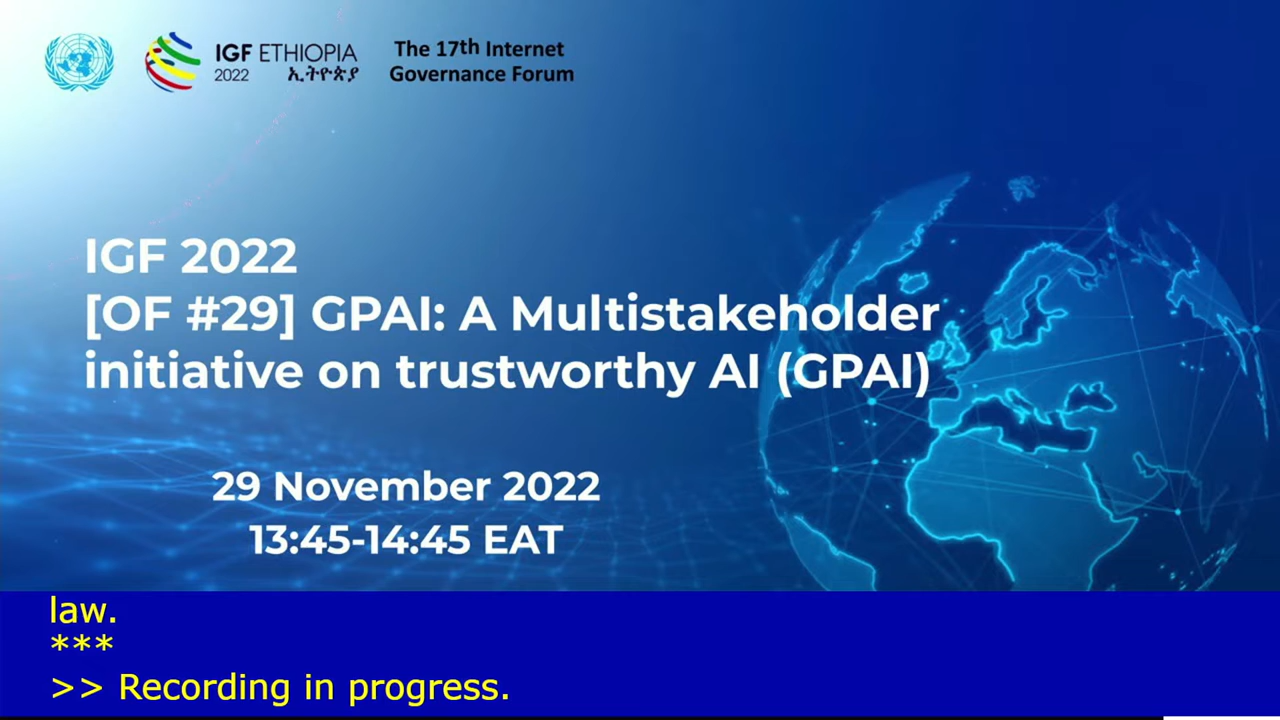 IGF ETHIOPIA
2022 ኢትዮጵያ
The 17th Internet
Governance Forum
IGF 2022
[OF #29] GPAI: A Multistakeholder
initiative on trustworthy AI (GPAI)
29 November 2022
13:45-14:45 EAT
law.
***
>> Recording in progress.